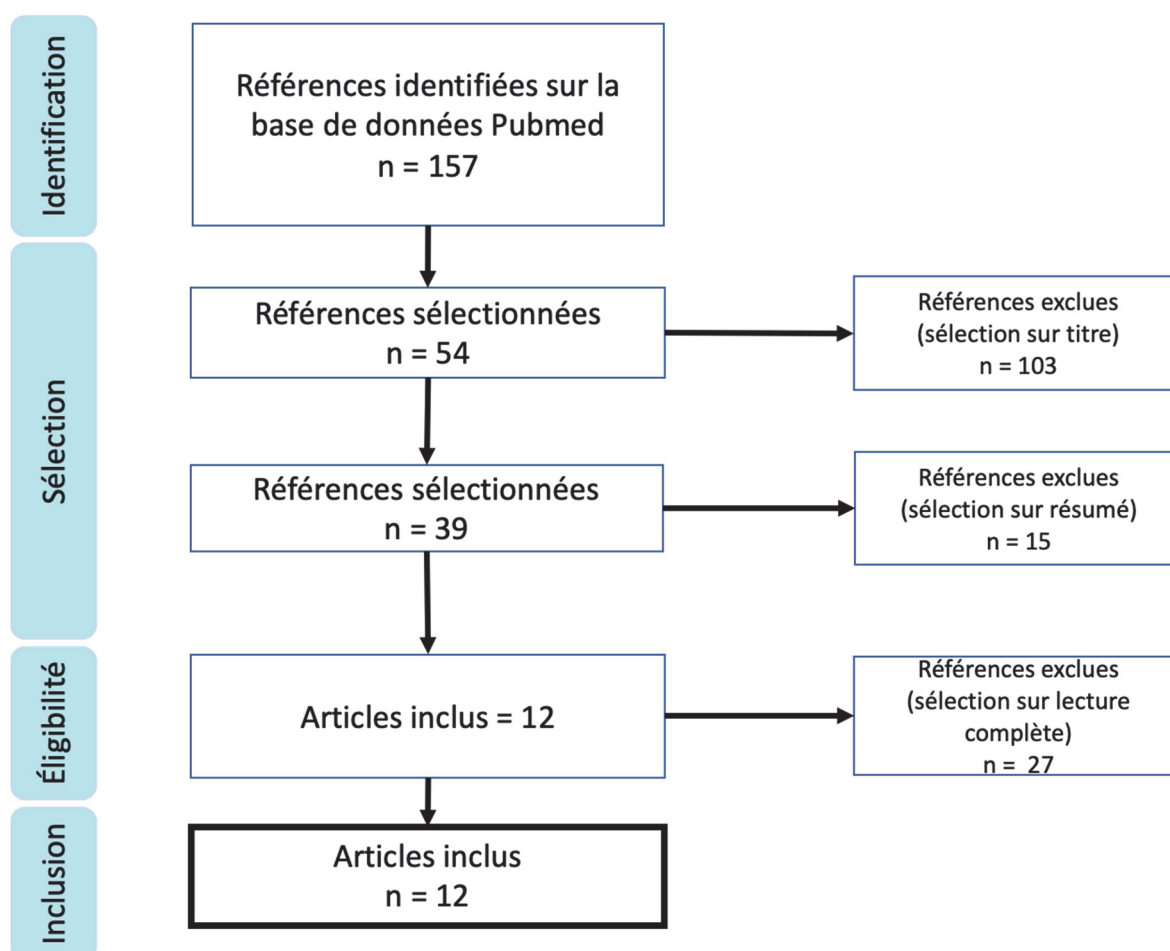 Identification
Références identifiées sur la
base de données Pubmed
n = 157
Sélection
Références sélectionnées
n = 54
Références exclues
(sélection sur titre)
n = 103
Références sélectionnées
n = 39
Références exclues
(sélection sur résumé)
n = 15
Éligibilité
Articles inclus = 12
Références exclues
(sélection sur lecture
complète)
n = 27
Inclusion
Articles inclus
n = 12